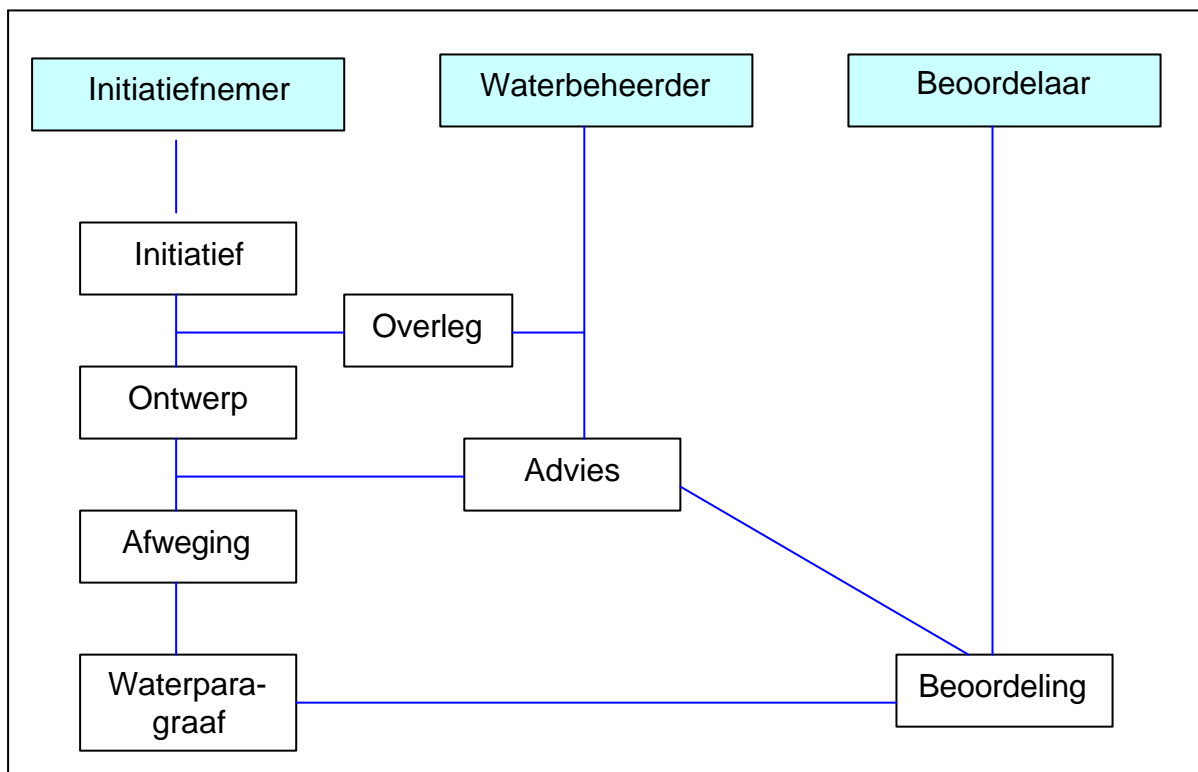 Initiatiefnemer
Waterbeheerder
Beoordelaar
Initiatief
Overleg
Ontwerp
Advies
Afweging
Waterpara-
graaf
Beoordeling